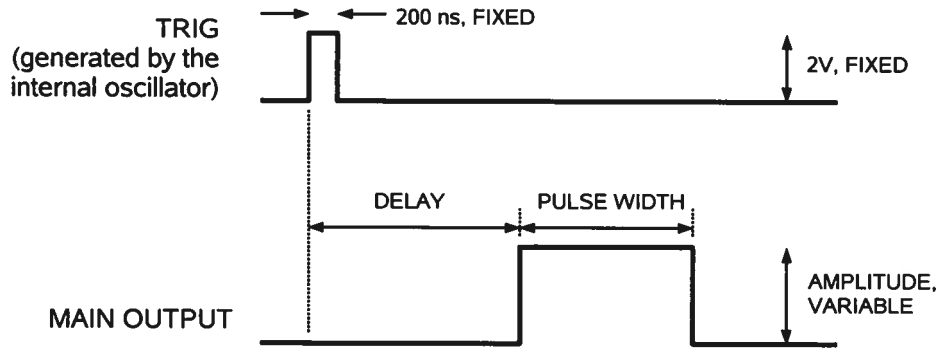 TRIG
(generated by the
internal oscillator)
200 ns, FIXED
2V, FIXED
DELAY
PULSE WIDTH
MAIN OUTPUT
AMPLITUDE,
VARIABLE